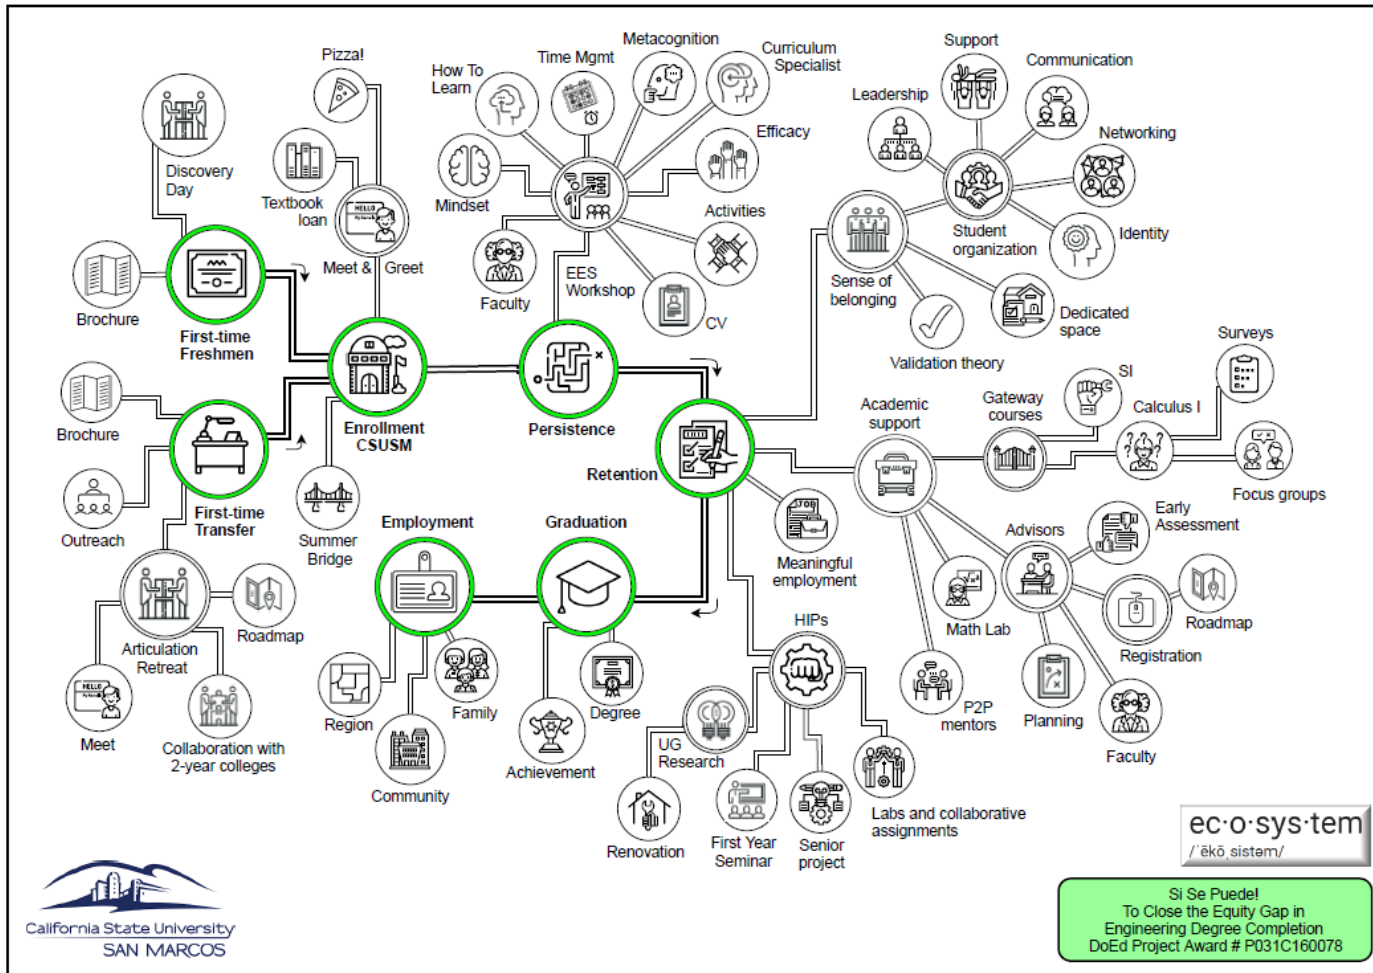 Pizza!
Discovery
Day
Textbook
loan
HELLO
Meet & Greet
Brochure
First-time
Freshmen
Brochure
Outreach
First-time
Transfer
Enrollment
CSUSM
Summer
Bridge
Articulation
Retreat
Roadmap
HELLO
Meet
Collaboration with
2-year colleges
How To
Learn
Time Mgmt
Metacognition
Curriculum
Specialist
Efficacy
Mindset
Activities
Faculty
EES
Workshop
CV
Persistence
Retention
Employment
Graduation
Region
Community
Family
Achievement
Degree
Support
Communication
Leadership
Networking
Student
organization
Identity
Sense of
belonging
Dedicated
space
Validation theory
Academic
support
Gateway
courses
SI
Calculus I
Surveys
Focus groups
JOB
Meaningful
employment
Advisors
Early
Assessment
Roadmap
Registration
Math Lab
P2P
mentors
Planning
Faculty
HIPs
UG
Research
Renovation
First Year
Seminar
Senior
project
Labs and collaborative
assignments
ec·o·sys·tem
/ˈēkōˌsistəm/
California State University
SAN MARCOS
Si Se Puede!
To Close the Equity Gap in
Engineering Degree Completion
DoEd Project Award # P031C160078